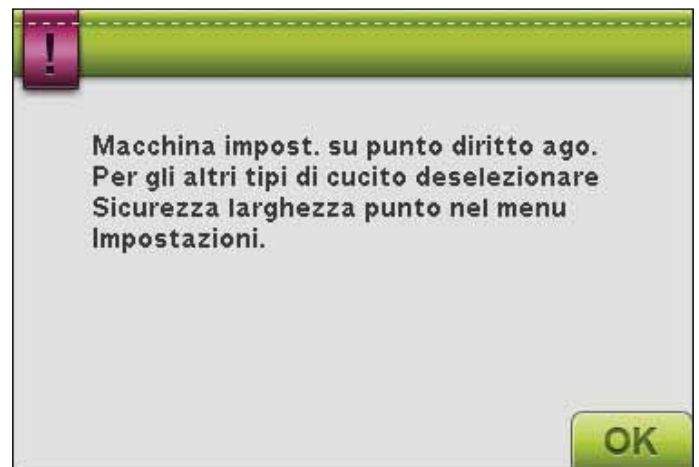 !
Macchina impost. su punto diritto ago.
Per gli altri tipi di cucito deselezionare
Sicurezza larghezza punto nel menu
Impostazioni.
OK